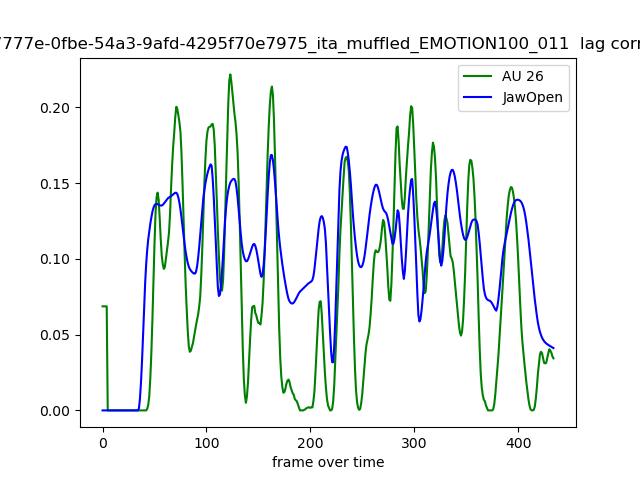 7777e-0fbe-54a3-9afd-4295f70e7975_ita_muffled_EMOTION100_011 lag corr
AU 26
JawOpen
0.20
0.15
0.10
0.05
0.00
0 100 200 300 400
frame over time